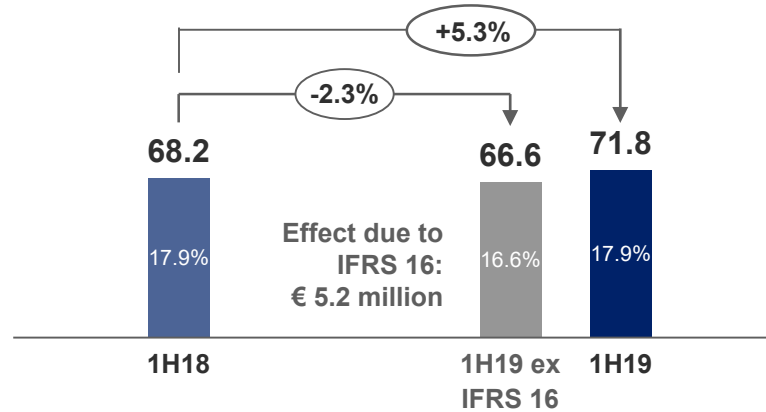 +5.3%
-2.3%
68.2
66.6
71.8
Effect due to
IFRS 16:
€ 5.2 million
17.9%
16.6%
17.9%
1H18
1H19 ex
IFRS 16
1H19